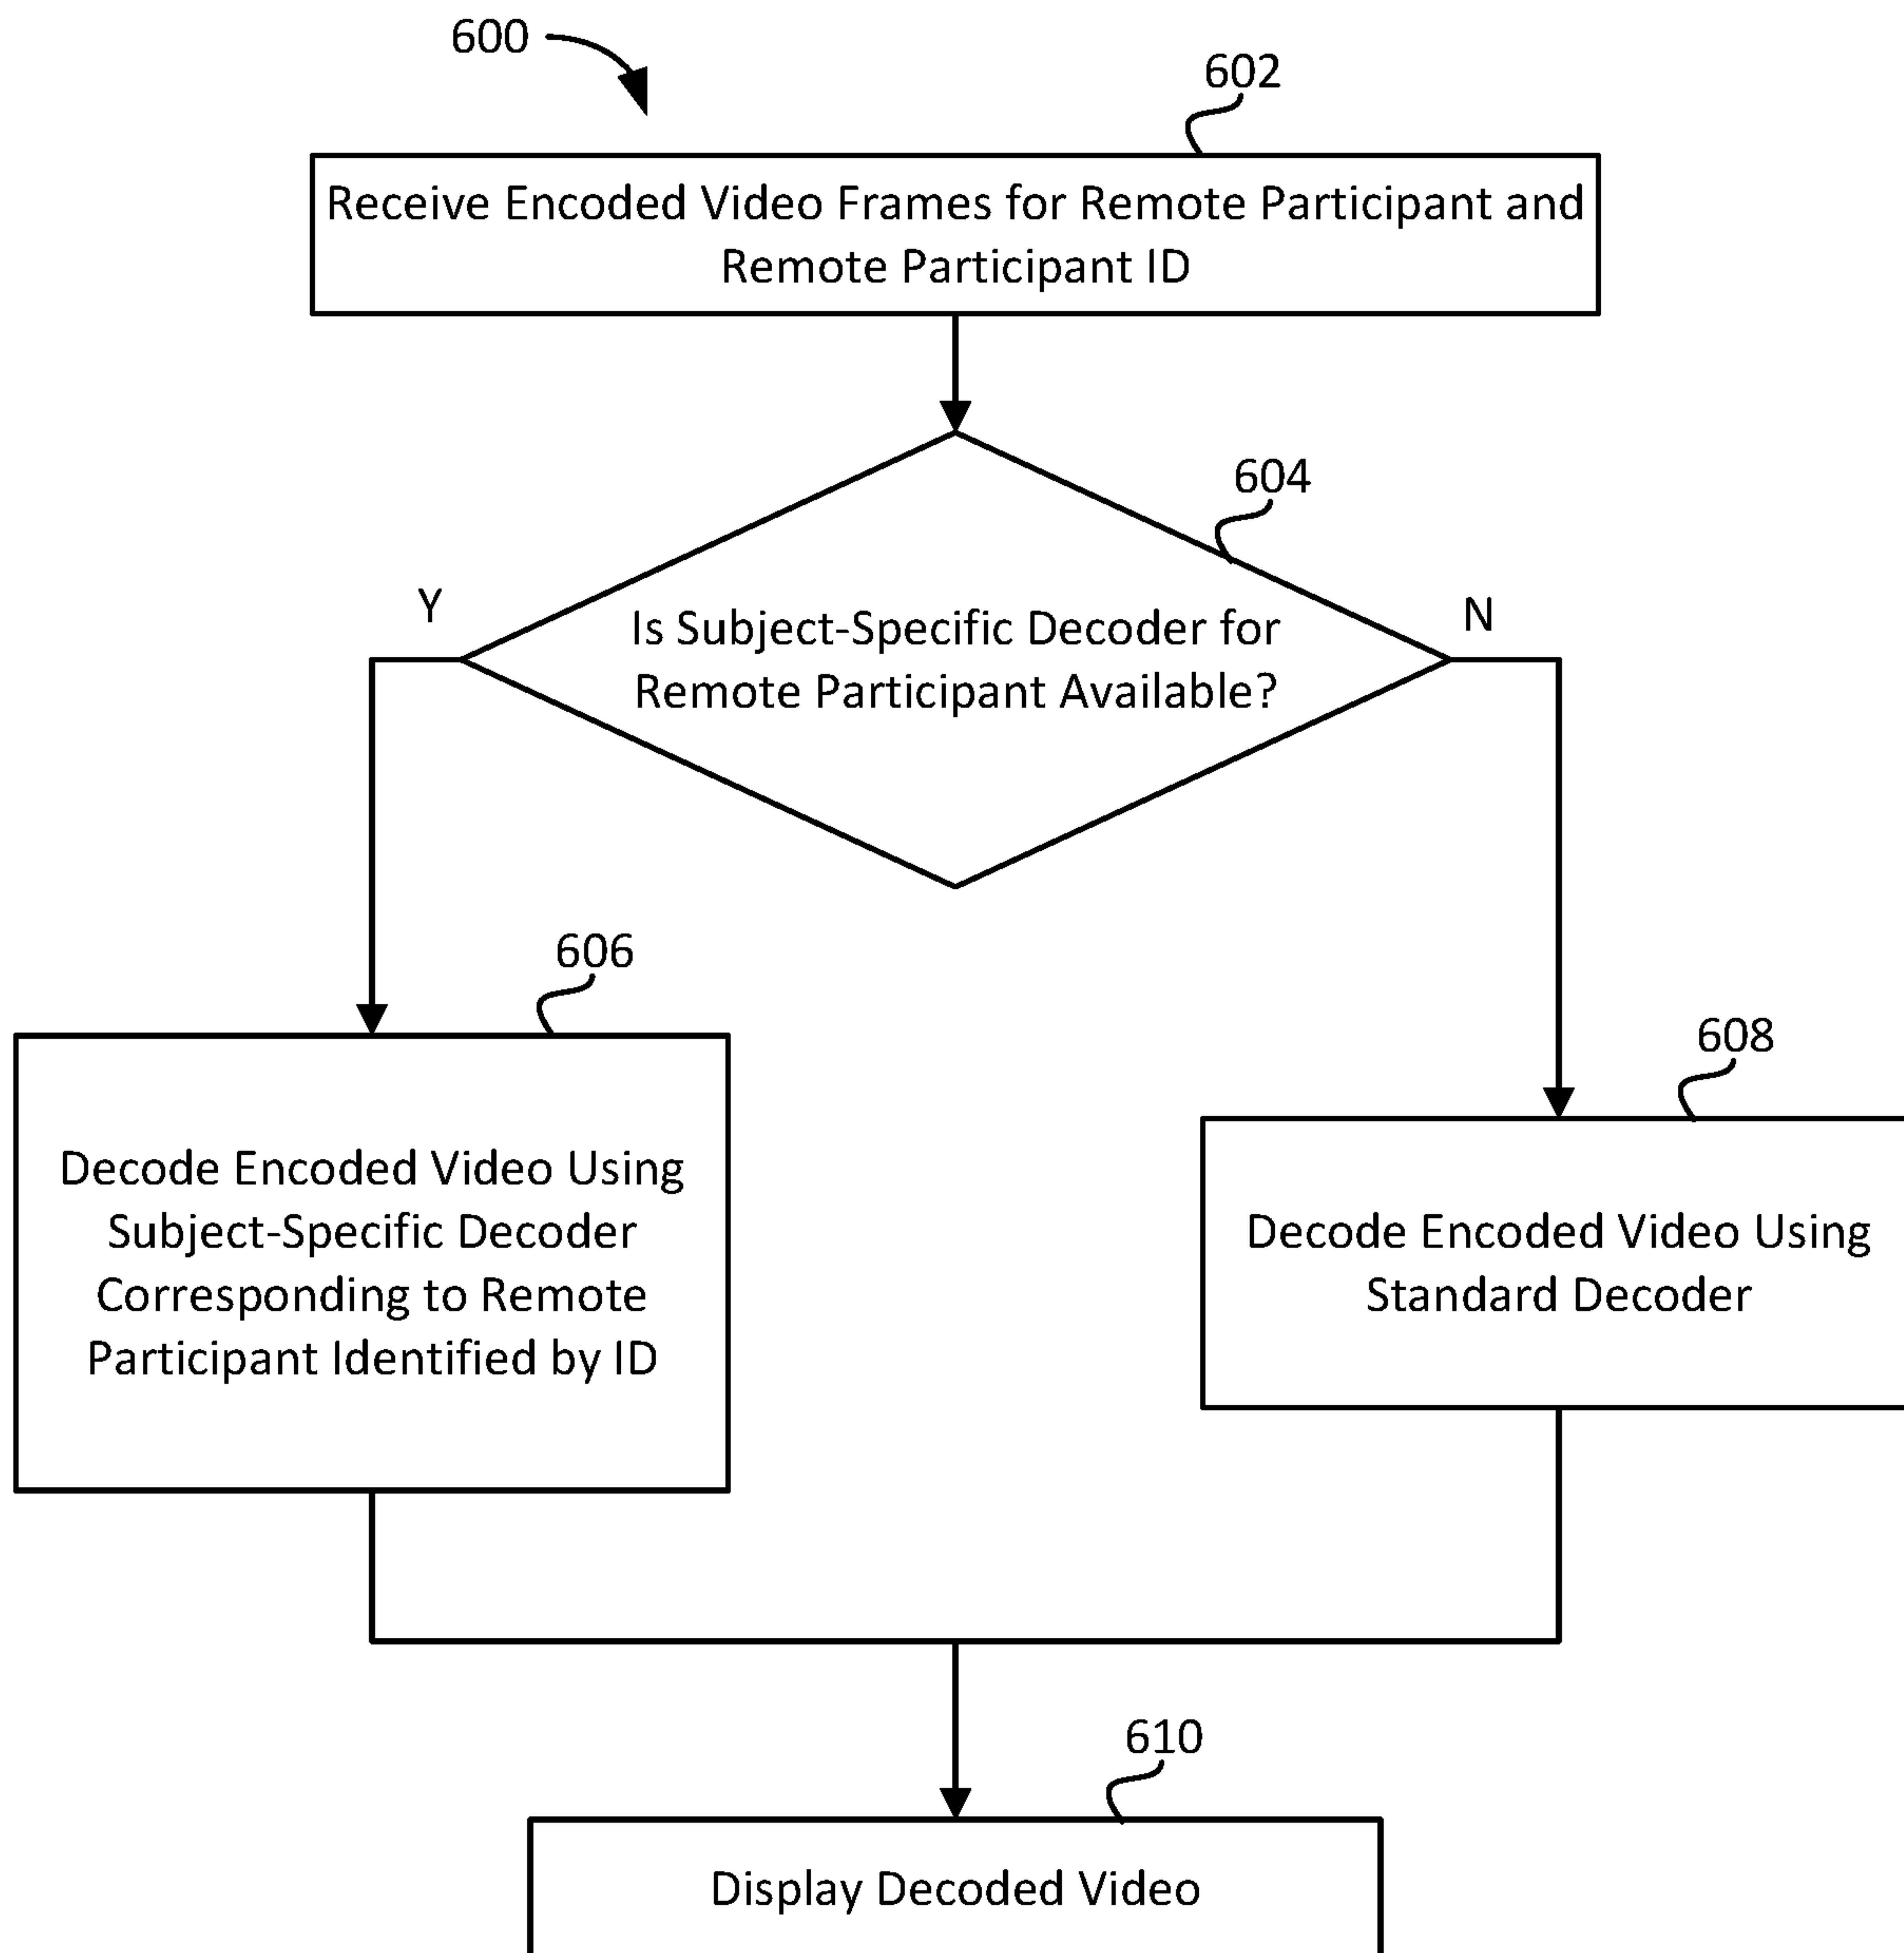 600
602
Receive Encoded Video Frames for Remote Participant and
Remote Participant ID
604
Y
N
Is Subject-Specific Decoder for
Remote Participant Available?
606
608
Decode Encoded Video Using
Subject-Specific Decoder
Corresponding to Remote
Participant Identified by ID
Decode Encoded Video Using
Standard Decoder
610
Display Decoded Video